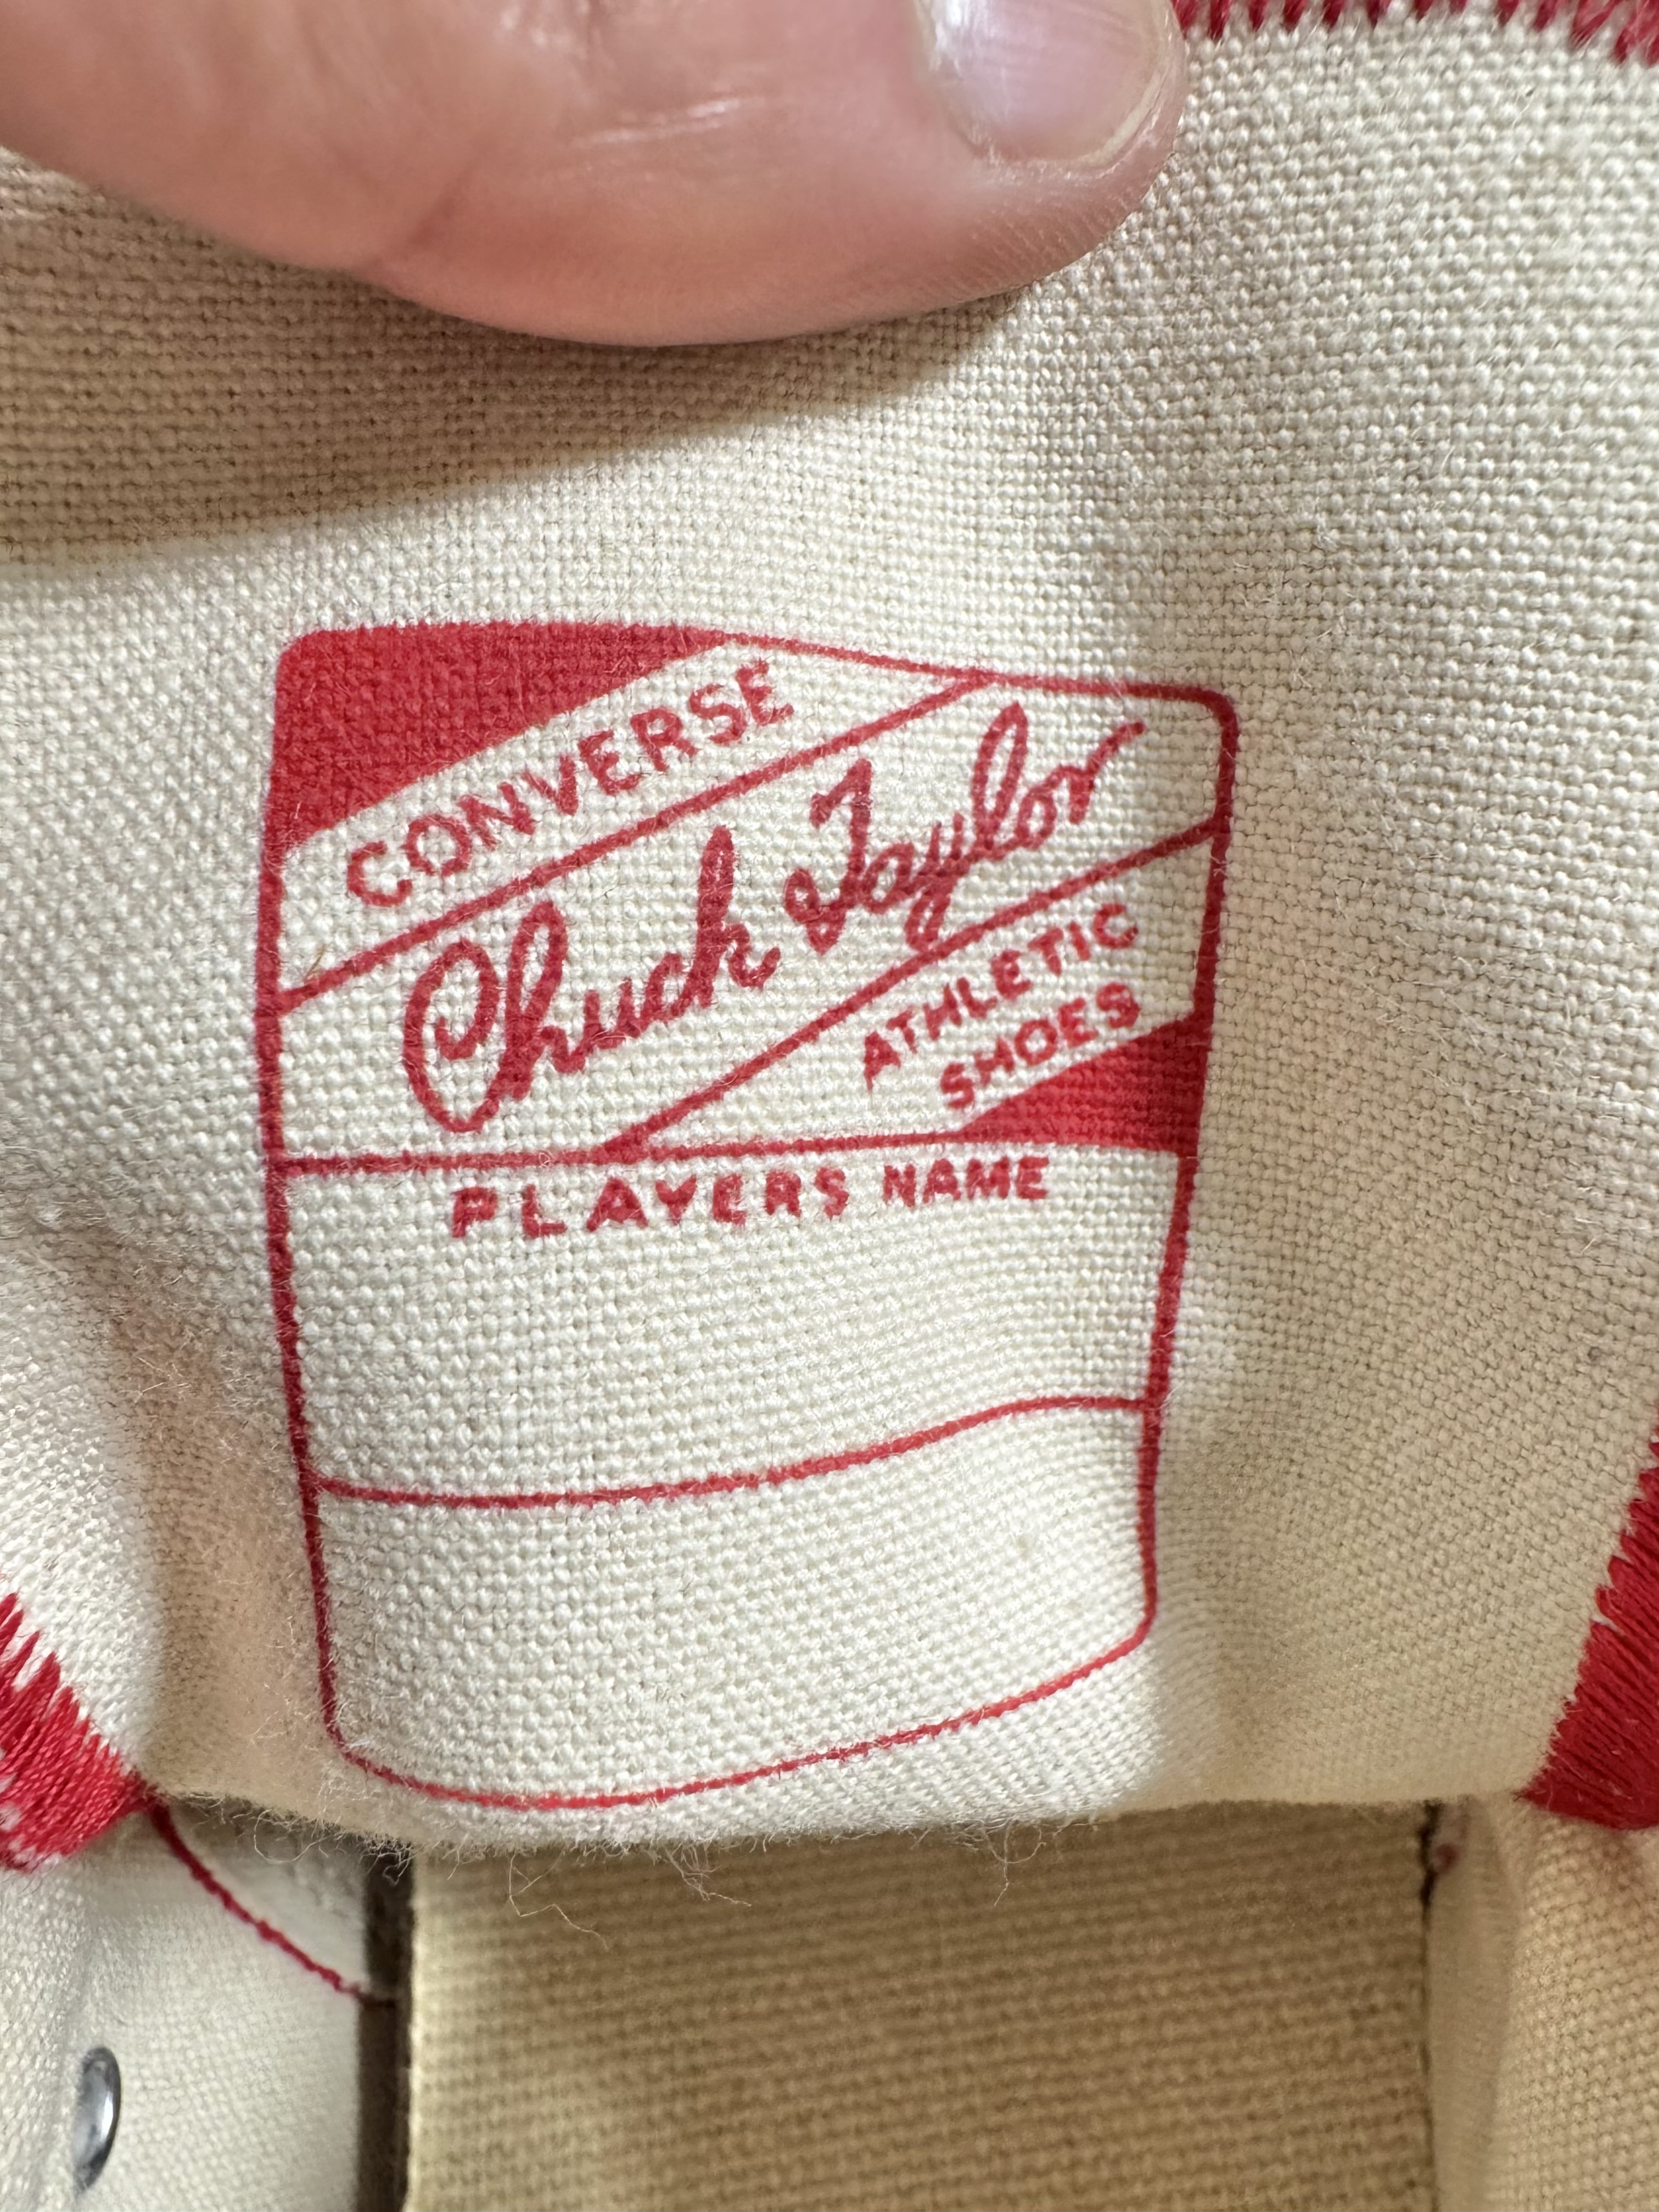 CONVERSE
Chuck Taylor
ATHLETIC
SHOES
PLAYERS NAME